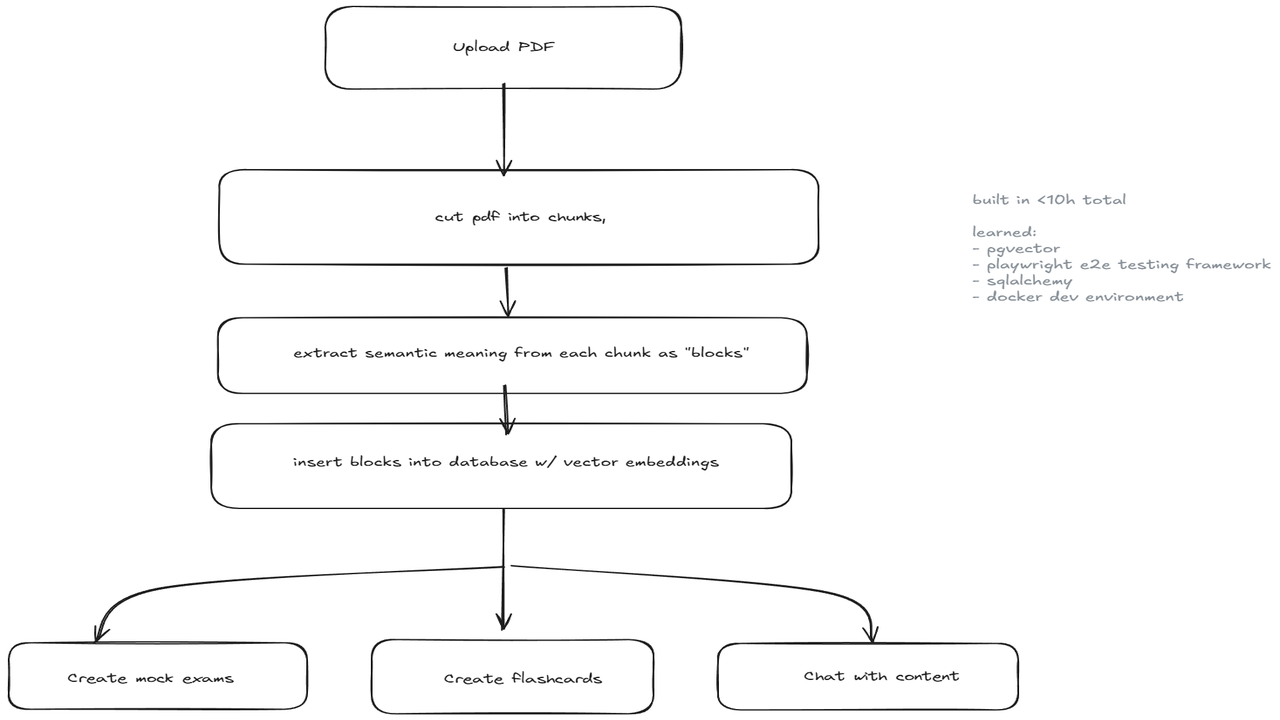 Upload PDF
cut pdf into chunks,
extract semantic meaning from each chunk as "blocks"
insert blocks into database w/ vector embeddings
Create mock exams
Create flashcards
Chat with content
built in <10h total
learned:
- pgvector
- playwright e2e testing framework
- sqlalchemy
- docker dev environment